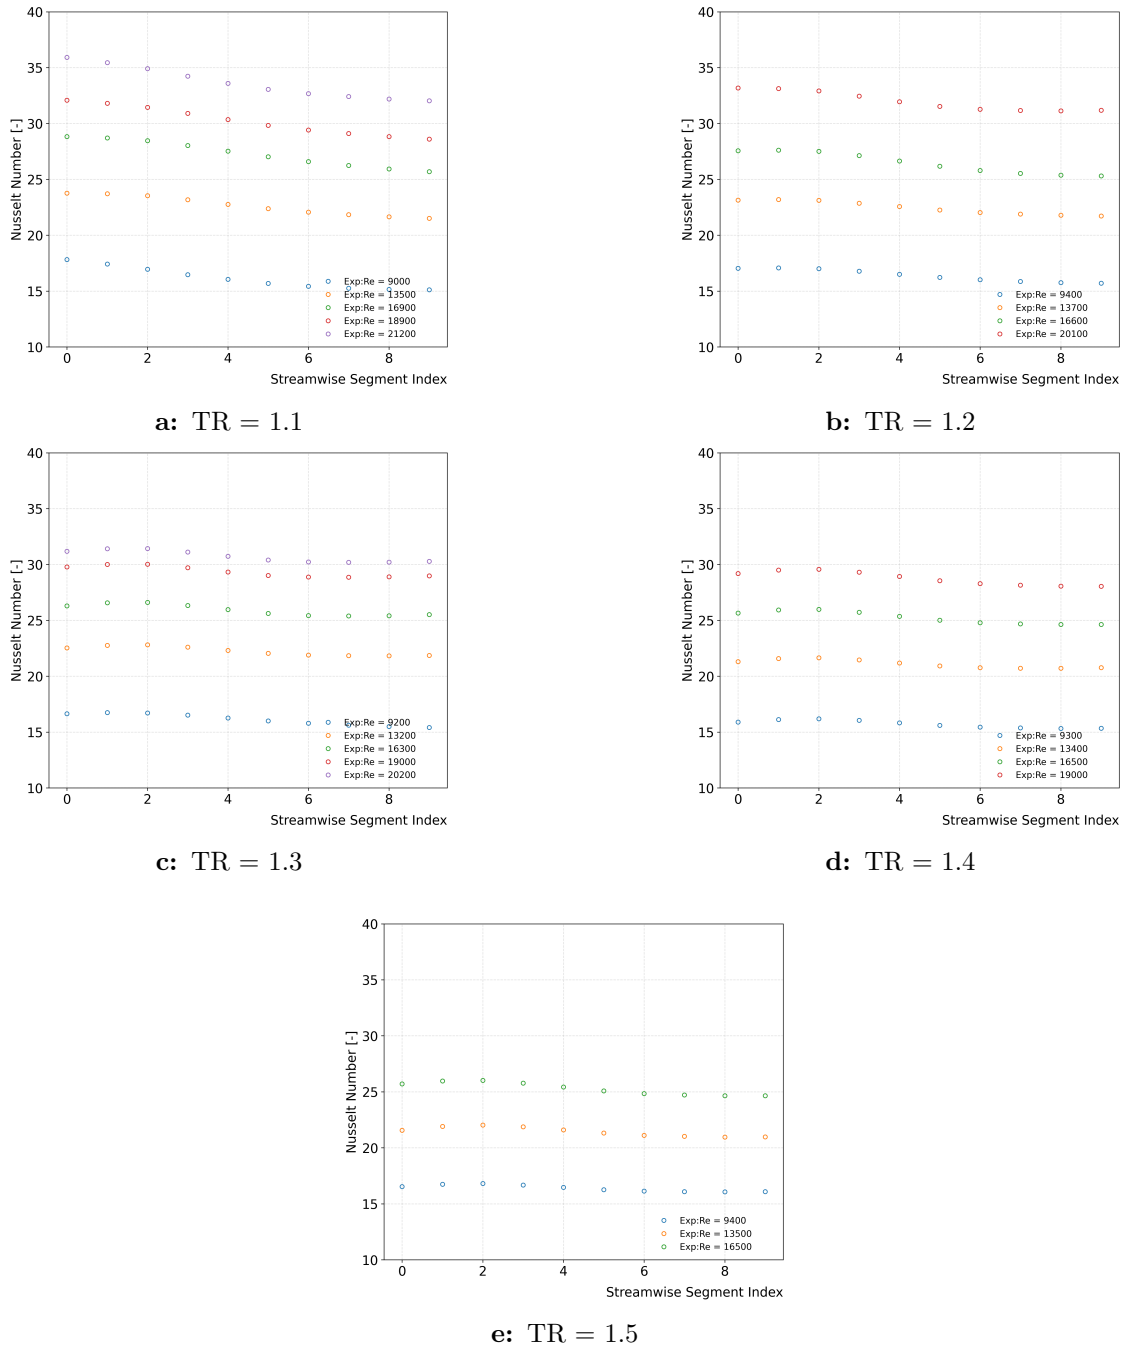 40
35
30
25
20
15
10
Nusselt Number [-]
Exp:Re = 9000
Exp:Re = 13500
Exp:Re = 16900
Exp:Re = 18900
Exp:Re = 21200
0 2 4 6 8
Streamwise Segment Index
a: TR = 1.1
40
35
30
25
20
15
10
Nusselt Number [-]
Exp:Re = 9400
Exp:Re = 13700
Exp:Re = 16600
Exp:Re = 20100
0 2 4 6 8
Streamwise Segment Index
b: TR = 1.2
40
35
30
25
20
15
10
Nusselt Number [-]
Exp:Re = 9200
Exp:Re = 13200
Exp:Re = 16300
Exp:Re = 19000
Exp:Re = 20200
0 2 4 6 8
Streamwise Segment Index
c: TR = 1.3
40
35
30
25
20
15
10
Nusselt Number [-]
Exp:Re = 9300
Exp:Re = 13400
Exp:Re = 16500
Exp:Re = 19000
0 2 4 6 8
Streamwise Segment Index
d: TR = 1.4
40
35
30
25
20
15
10
Nusselt Number [-]
Exp:Re = 9400
Exp:Re = 13500
Exp:Re = 16500
0 2 4 6 8
Streamwise Segment Index
e: TR = 1.5